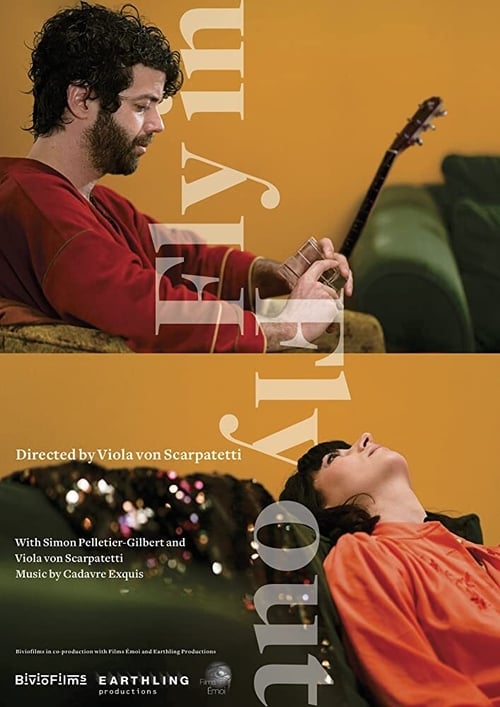 Fly in
Fly out
Directed by Viola von Scarpatetti
With Simon Pelletier-Gilbert and
Viola von Scarpatetti
Music by Cadavre Exquis
Biviofilms in co-production with Films Émoi and Earthling Productions
BiViOFilms
EARTHLING
productions
Films
Émoi